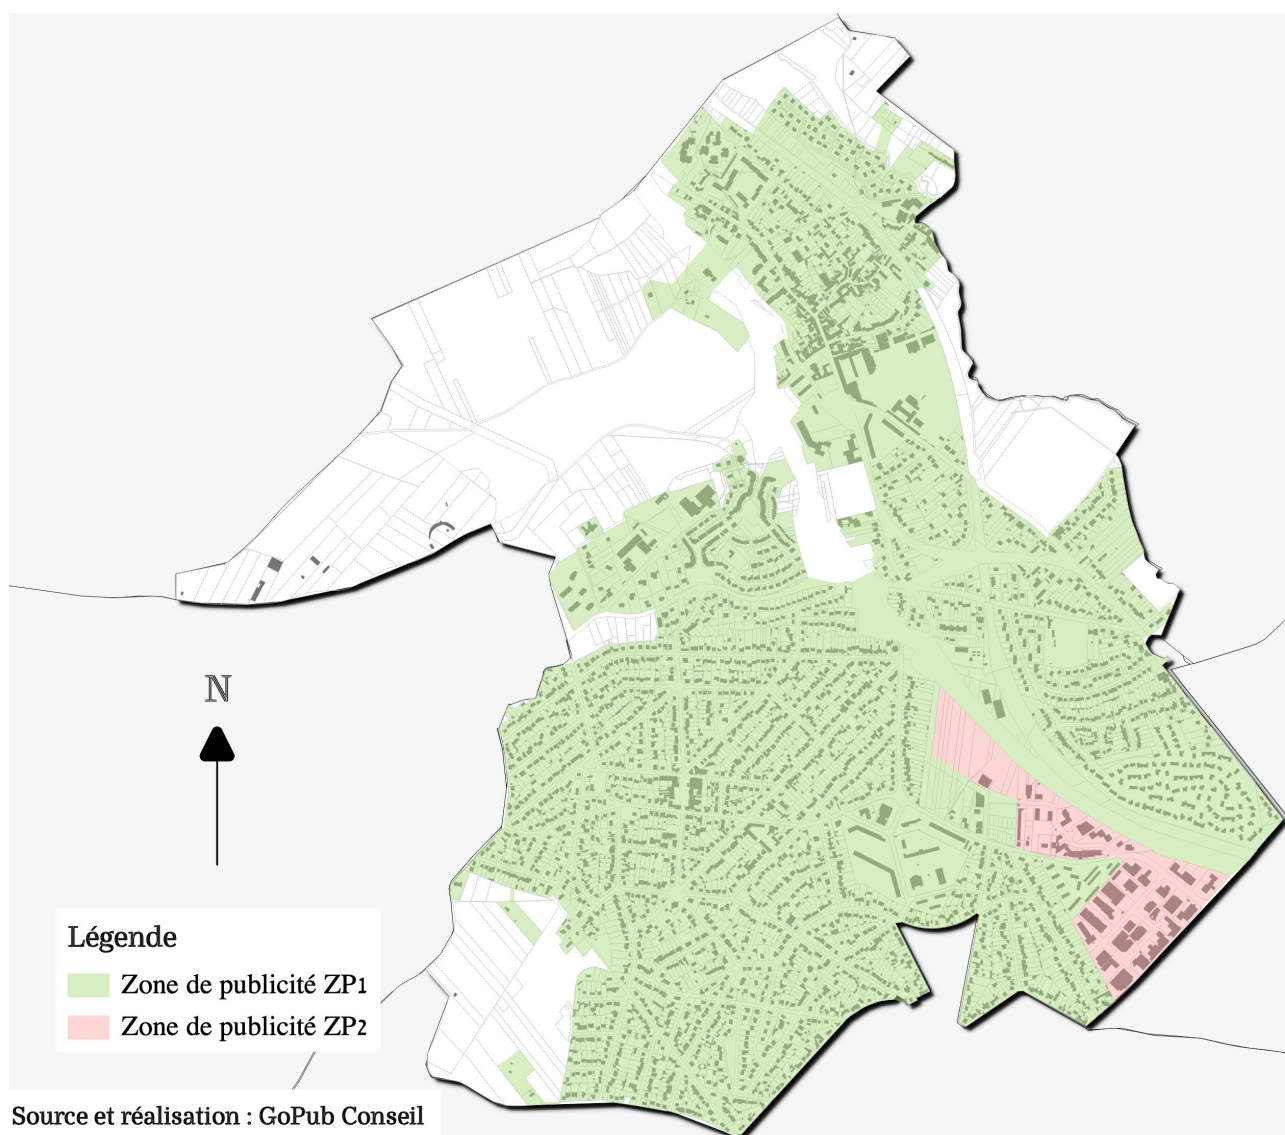 N
Légende
Zone de publicité ZP1
Zone de publicité ZP2
Source et réalisation : GoPub Conseil